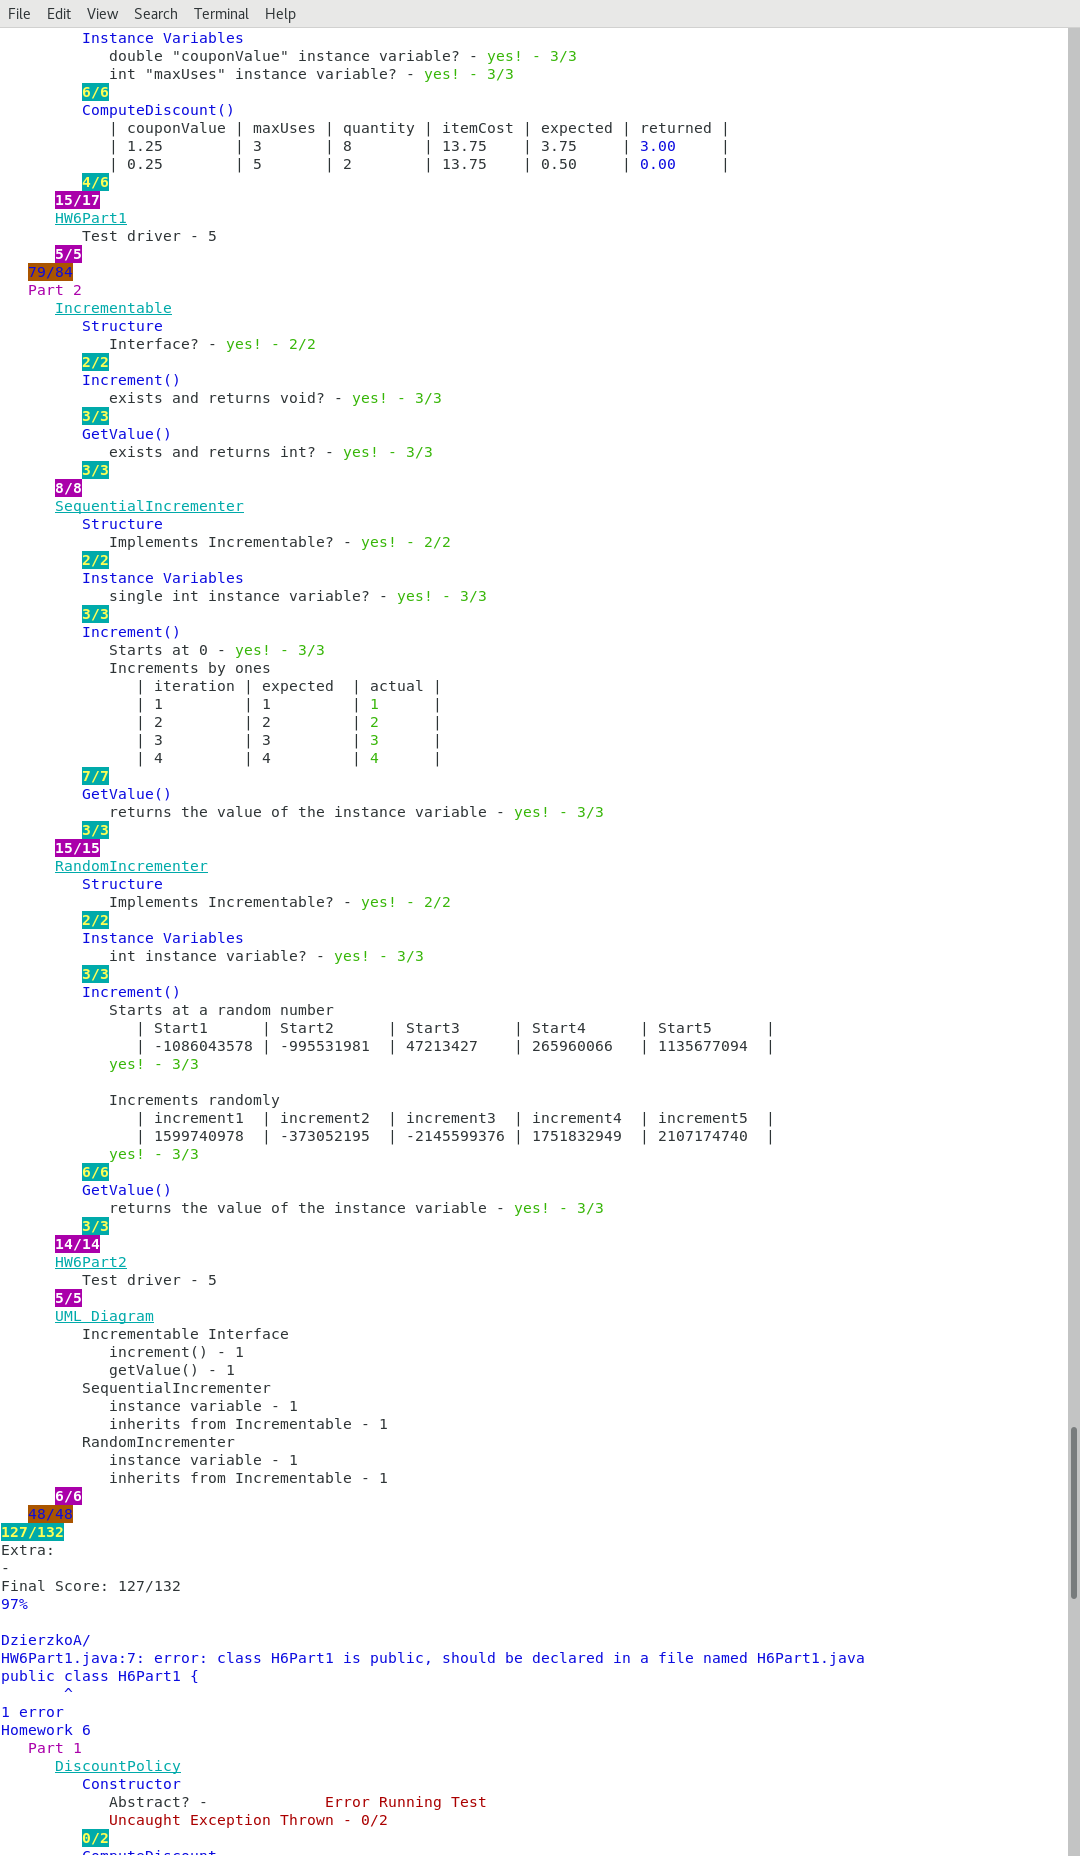 File Edit View Search Terminal Help
Instance Variables
double "couponValue" instance variable? - yes! - 3/3
int "maxUses" instance variable? - yes! - 3/3
6/6
ComputeDiscount()
| couponValue | maxUses | quantity | itemCost | expected | returned |
| 1.25 | 3 | 8 | 13.75 | 3.75 | 3.00 |
| 0.25 | 5 | 2 | 13.75 | 0.50 | 0.00 |
4/6
15/17
HW6Part1
Test driver - 5
5/5
79/84
Part 2
Incrementable
Structure
Interface? - yes! - 2/2
2/2
Increment()
exists and returns void? - yes! - 3/3
3/3
GetValue()
exists and returns int? - yes! - 3/3
3/3
8/8
SequentialIncrementer
Structure
Implements Incrementable? - yes! - 2/2
2/2
Instance Variables
single int instance variable? - yes! - 3/3
3/3
Increment()
Starts at 0 - yes! - 3/3
Increments by ones
| iteration | expected | actual |
| 1 | 1 | 1 |
| 2 | 2 | 2 |
| 3 | 3 | 3 |
| 4 | 4 | 4 |
7/7
GetValue()
returns the value of the instance variable - yes! - 3/3
3/3
15/15
RandomIncrementer
Structure
Implements Incrementable? - yes! - 2/2
2/2
Instance Variables
int instance variable? - yes! - 3/3
3/3
Increment()
Starts at a random number
| Start1 | Start2 | Start3 | Start4 | Start5 |
| -1086043578 | -995531981 | 47213427 | 265960066 | 1135677094 |
yes! - 3/3
Increments randomly
| increment1 | increment2 | increment3 | increment4 | increment5 |
| 1599740978 | -373052195 | -2145599376 | 1751832949 | 2107174740 |
yes! - 3/3
6/6
GetValue()
returns the value of the instance variable - yes! - 3/3
3/3
14/14
HW6Part2
Test driver - 5
5/5
UML Diagram
Incrementable Interface
increment() - 1
getValue() - 1
SequentialIncrementer
instance variable - 1
inherits from Incrementable - 1
RandomIncrementer
instance variable - 1
inherits from Incrementable - 1
6/6
48/48
127/132
Extra:
-
Final Score: 127/132
97%
DzierzkoA/
HW6Part1.java:7: error: class H6Part1 is public, should be declared in a file named H6Part1.java
public class H6Part1 {
^
1 error
Homework 6
Part 1
DiscountPolicy
Constructor
Abstract? - Error Running Test
Uncaught Exception Thrown - 0/2
0/2
ComputeDiscount